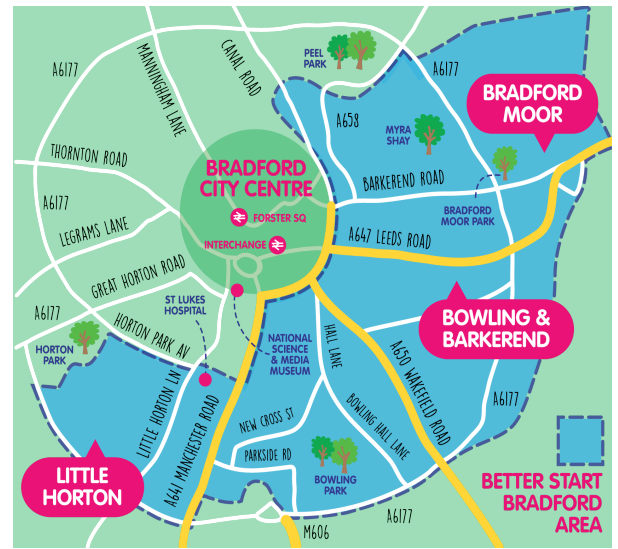 PEEL
PARK
A6177
MANNINGHAM LANE
CANAL ROAD
A6177
BRADFORD
MOOR
A658
MYRA
SHAY
THORNTON ROAD
BRADFORD
CITY CENTRE
BARKEREND ROAD
A6177
FORSTER SQ
BRADFORD
MOOR PARK
LEGRAMS LANE
INTERCHANGE
A647 LEEDS ROAD
GREAT HORTON ROAD
ST LUKES
HOSPITAL
A6177
HORTON PARK AV
BOWLING &
BARKEREND
HORTON
PARK
NATIONAL
SCIENCE
& MEDIA
MUSEUM
HALL LANE
A650 WAKEFIELD ROAD
LITTLE HORTON LN
A641 MANCHESTER ROAD
NEW CROSS ST
BOWLING HALL LANE
A6177
PARKSIDE RD
LITTLE
HORTON
BOWLING
PARK
BETTER START
BRADFORD
AREA
A6177
M606